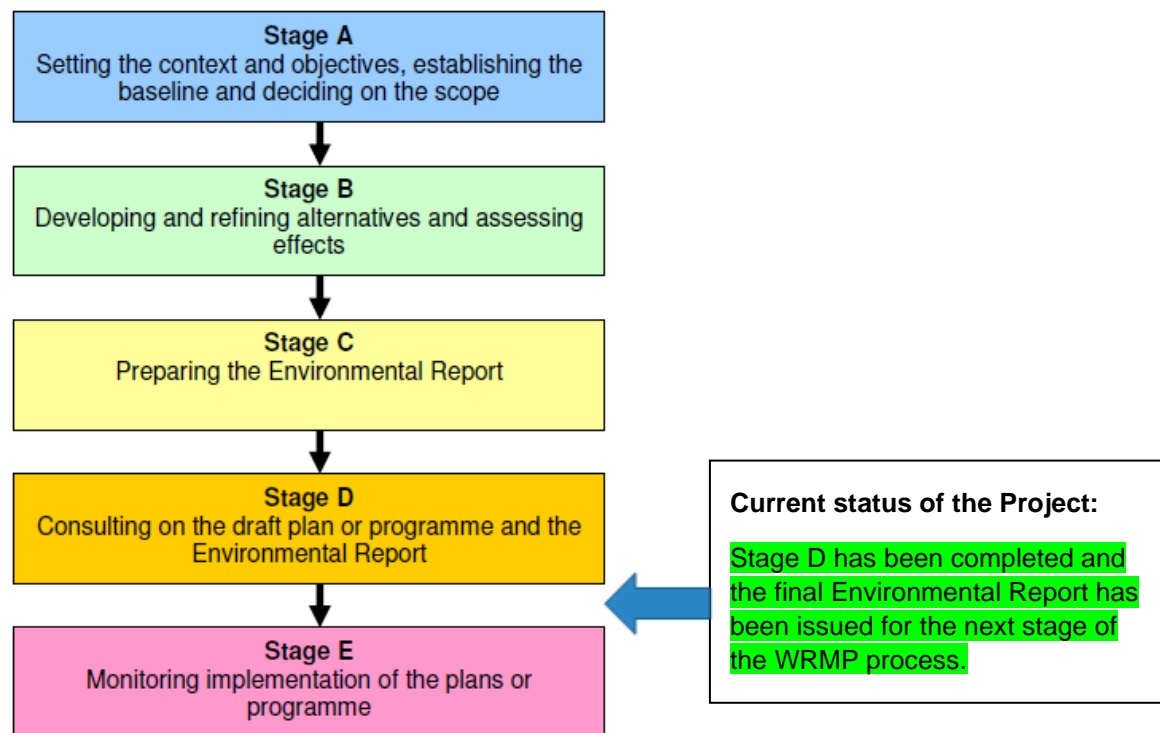 Stage A
Setting the context and objectives, establishing the
baseline and deciding on the scope
Stage B
Developing and refining alternatives and assessing
effects
Stage C
Preparing the Environmental Report
Stage D
Consulting on the draft plan or programme and the
Environmental Report
Current status of the Project:
Stage D has been completed and
the final Environmental Report has
been issued for the next stage of
the WRMP process.
Stage E
Monitoring implementation of the plans or
programme